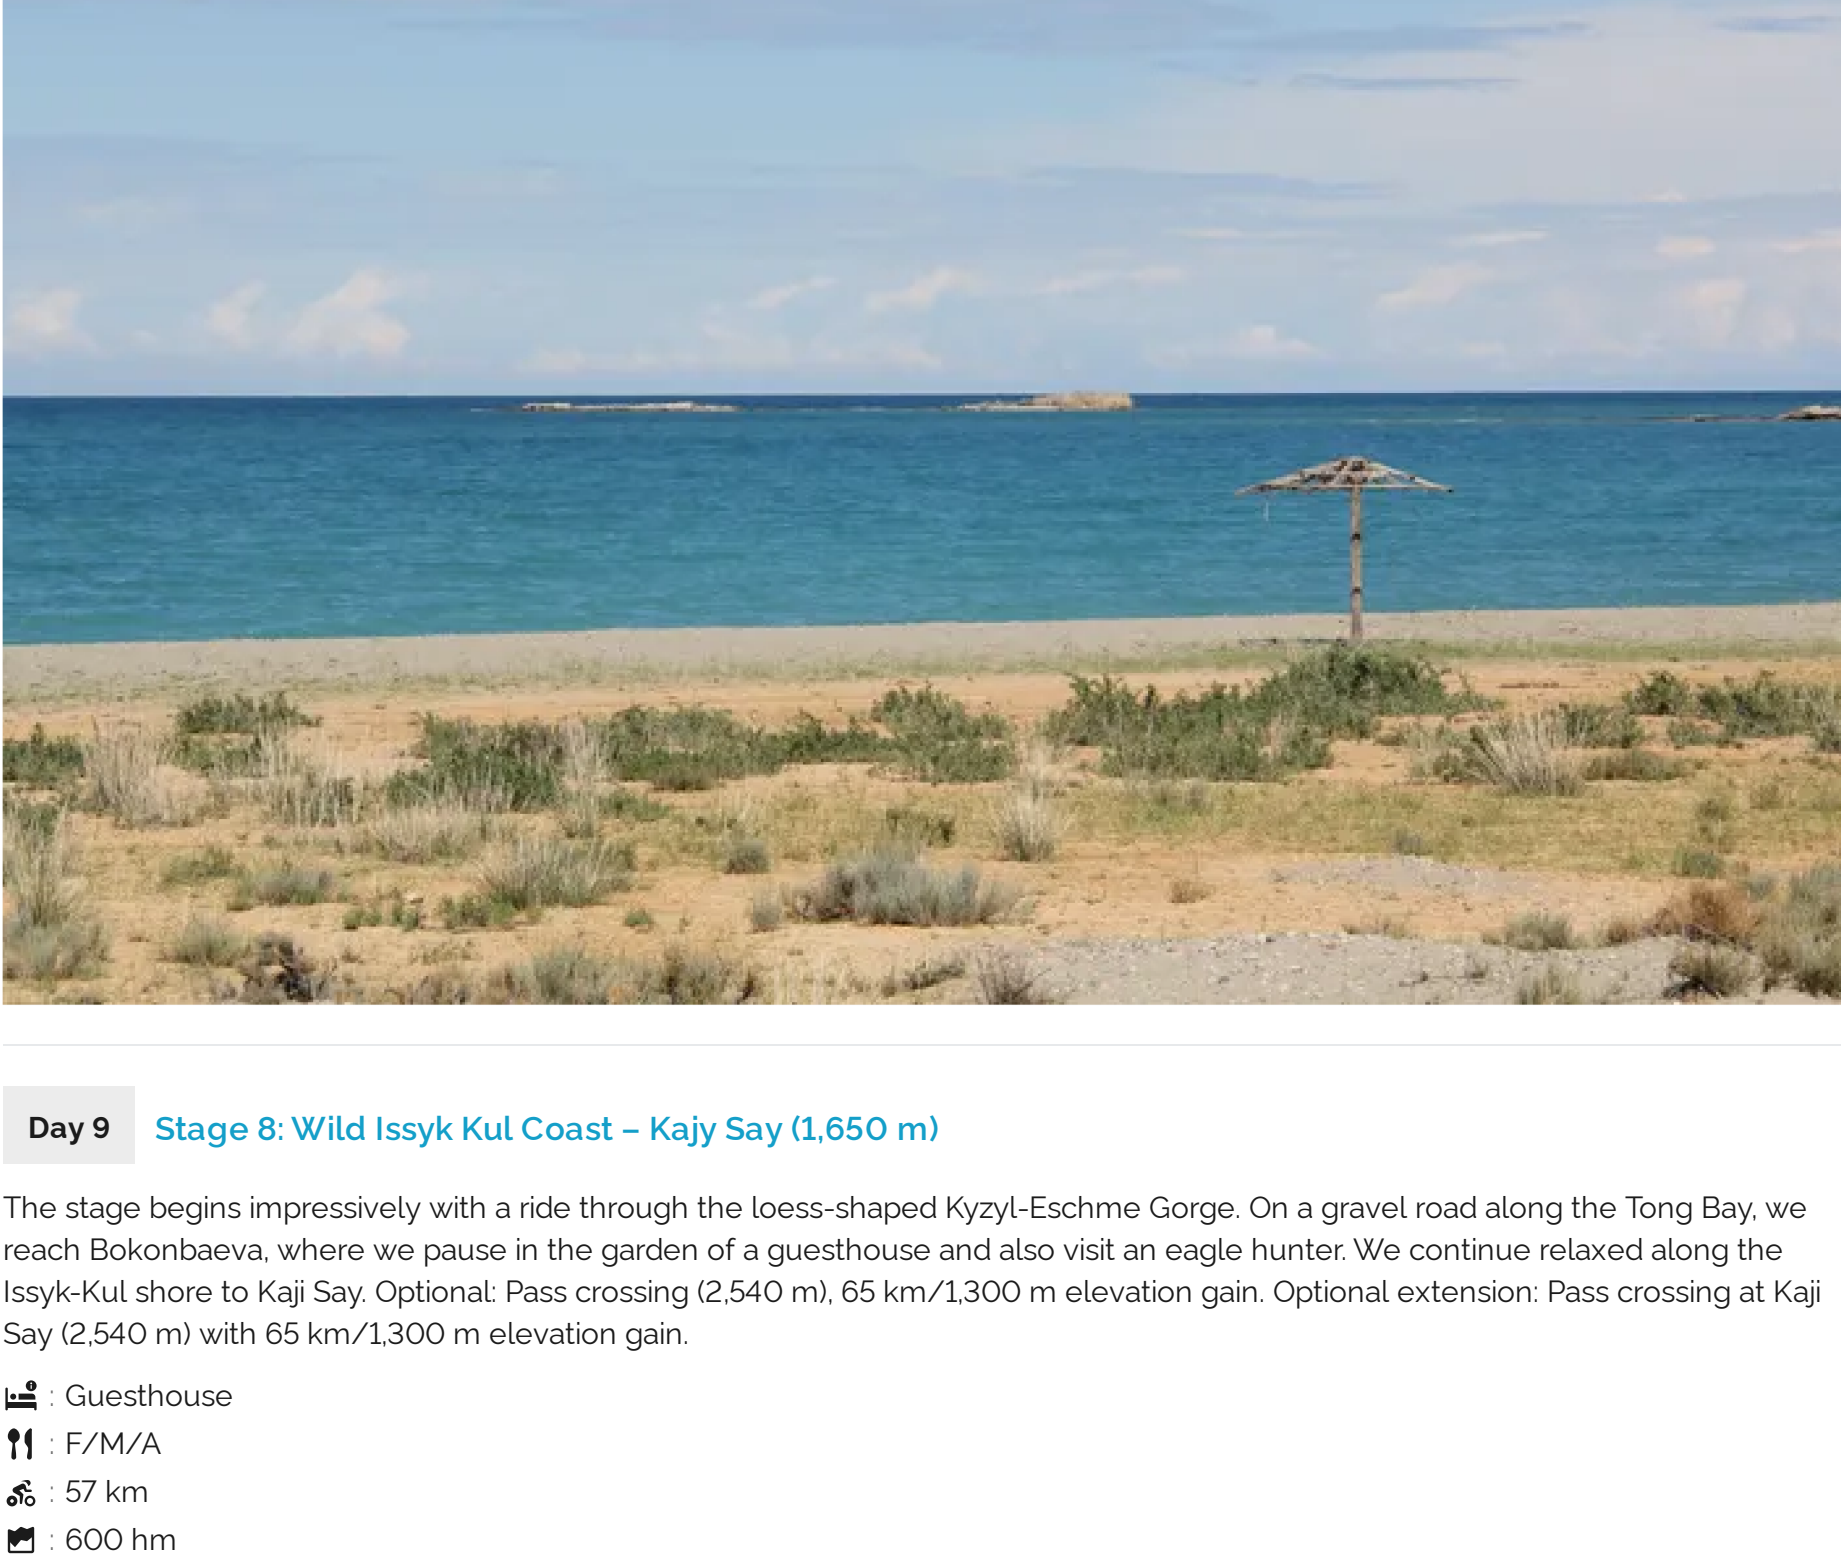 Day 9
Stage 8: Wild Issyk Kul Coast – Kajy Say (1,650 m)
The stage begins impressively with a ride through the loess-shaped Kyzyl-Eschme Gorge. On a gravel road along the Tong Bay, we
reach Bokonbaeva, where we pause in the garden of a guesthouse and also visit an eagle hunter. We continue relaxed along the
Issyk-Kul shore to Kaji Say. Optional: Pass crossing (2,540 m), 65 km/1,300 m elevation gain. Optional extension: Pass crossing at Kaji
Say (2,540 m) with 65 km/1,300 m elevation gain.
: Guesthouse
: F/M/A
: 57 km
: 600 hm